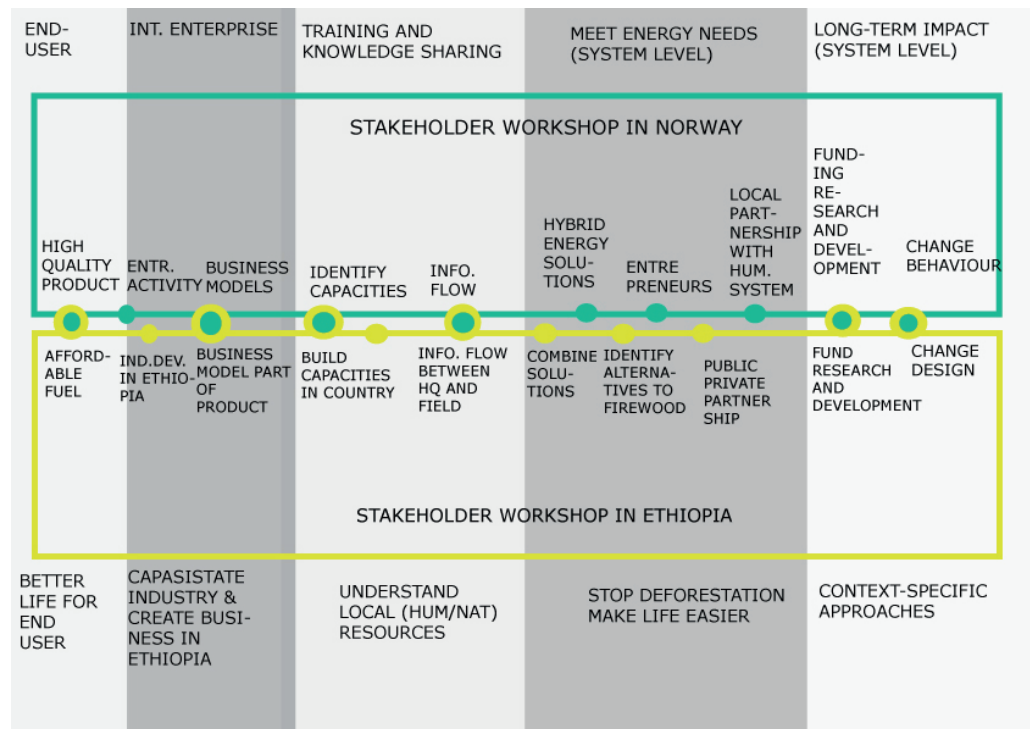 END-
USER
INT. ENTERPRISE
TRAINING AND
KNOWLEDGE SHARING
MEET ENERGY NEEDS
(SYSTEM LEVEL)
LONG-TERM IMPACT
(SYSTEM LEVEL)
STAKEHOLDER WORKSHOP IN NORWAY
HIGH
QUALITY
PRODUCT
ENTR.
ACTIVITY
BUSINESS
MODELS
IDENTIFY
CAPACITIES
INFO.
FLOW
HYBRID
ENERGY
SOLU-
TIONS
ENTRE
PRENEURS
LOCAL
PART-
NERSHIP
WITH
HUM.
SYSTEM
FUND-
ING
RE-
SEARCH
AND
DEVEL-
OPMENT
CHANGE
BEHAVIOUR
AFFORD-
ABLE
FUEL
IND.DEV.
IN ETHIO-
PIA
BUSINESS
MODEL PART
OF
PRODUCT
BUILD
CAPACITIES
IN COUNTRY
INFO. FLOW
BETWEEN
HQ AND
FIELD
COMBINE
SOLU-
TIONS
IDENTIFY
ALTERNA-
TIVES TO
FIREWOOD
PUBLIC
PRIVATE
PARTNER
SHIP
FUND
RESEARCH
AND
DEVELOPMENT
CHANGE
DESIGN
STAKEHOLDER WORKSHOP IN ETHIOPIA
BETTER
LIFE FOR
END
USER
CAPASISTATE
INDUSTRY &
CREATE BUSI-
NESS IN
ETHIOPIA
UNDERSTAND
LOCAL (HUM/NAT)
RESOURCES
STOP DEFORESTATION
MAKE LIFE EASIER
CONTEXT-SPECIFIC
APPROACHES